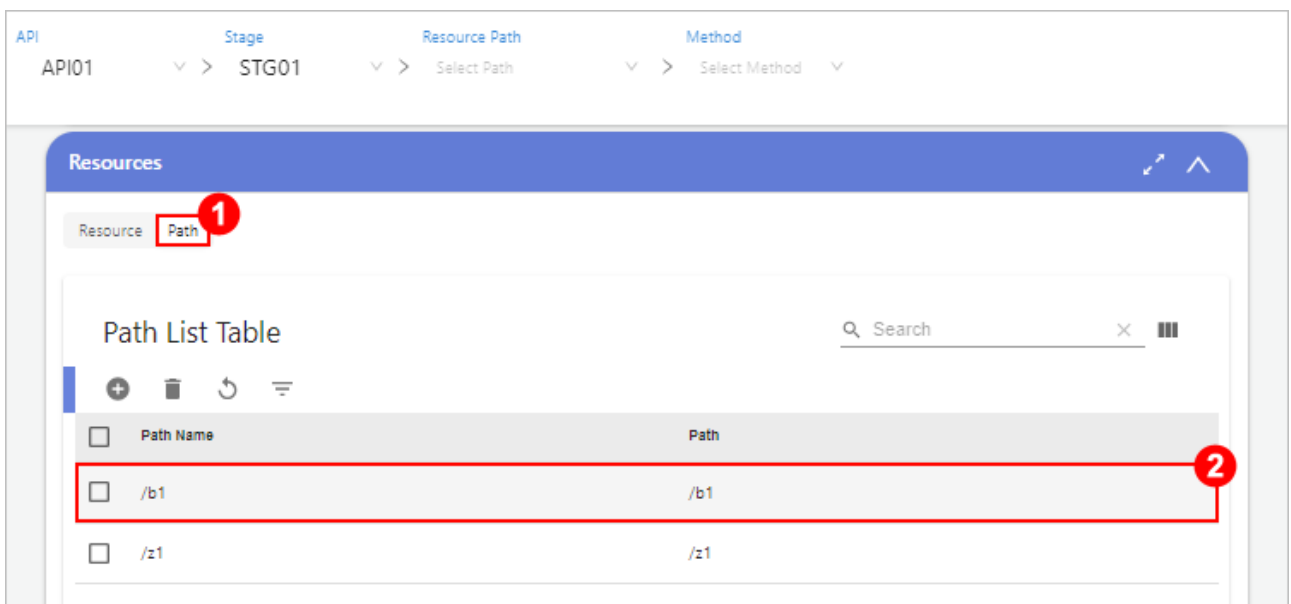 API Stage Resource Path Method
API01 > STG01 > Select Path > Select Method
Resources
Resource Path 1
Path List Table Search
Path Name Path
/b1 /b1 2
/z1 /z1